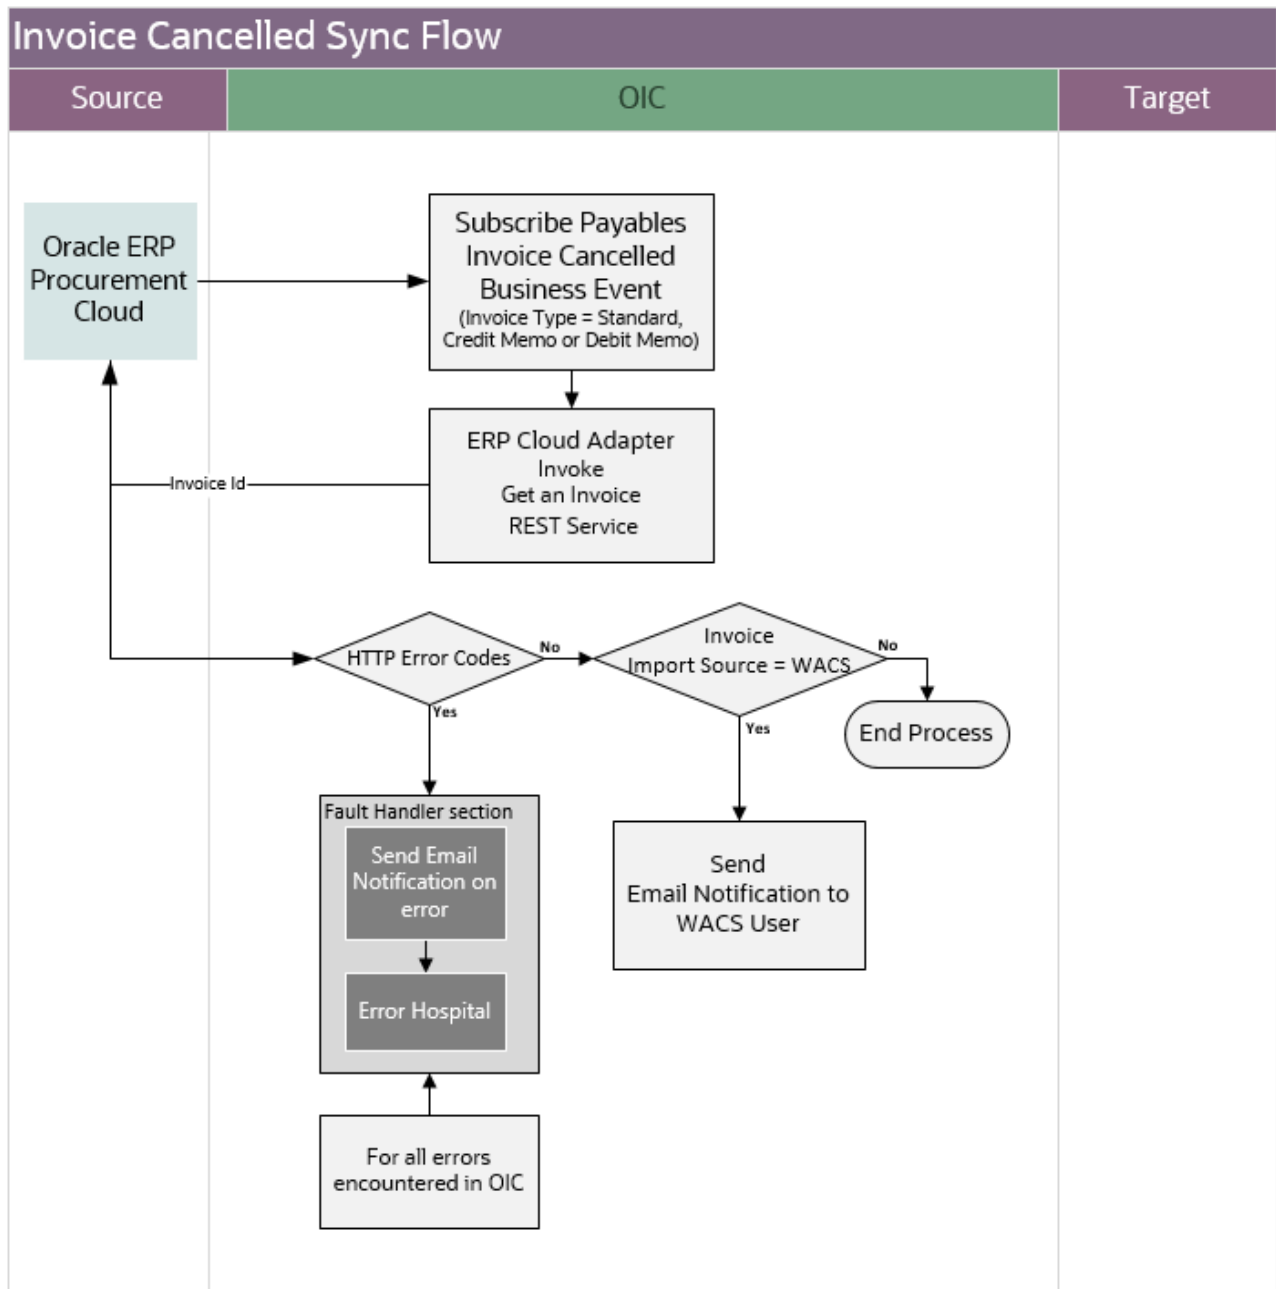 Invoice Cancelled Sync Flow
Source
OIC
Target
Oracle ERP
Procurement
Cloud
Subscribe Payables
Invoice Cancelled
Business Event
(Invoice Type = Standard,
Credit Memo or Debit Memo)
ERP Cloud Adapter
Invoke
Get an Invoice
REST Service
Invoice Id
HTTP Error Codes
No
Yes
Invoice
Import Source = WACS
No
Yes
End Process
Fault Handler section
Send Email
Notification on
error
Error Hospital
Send
Email Notification to
WACS User
For all errors
encountered in OIC